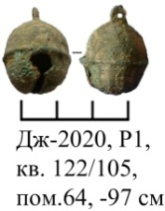 Дж-2020, Р1,
кв. 122/105,
пом.64, -97 см